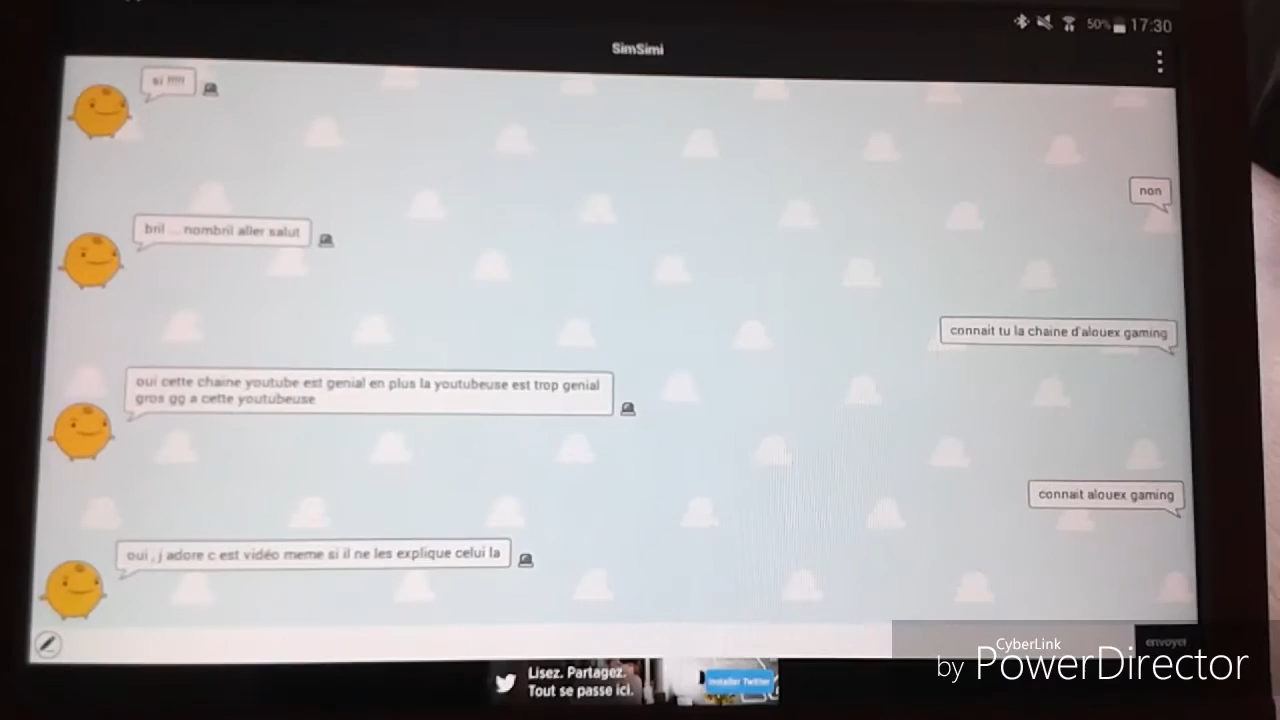 50% 17:30
SimSimi
si !!!!!
non
bril ... nombril aller salut
connait tu la chaine d'alouex gaming
oui cette chaine youtube est genial en plus la youtubeuse est trop genial
gros gg a cette youtubeuse
connait alouex gaming
oui , j adore c est vidéo meme si il ne les explique celui la
envoyer
CyberLink
by PowerDirector
Lisez. Partagez.
Tout se passe ici.
Installer Twitter